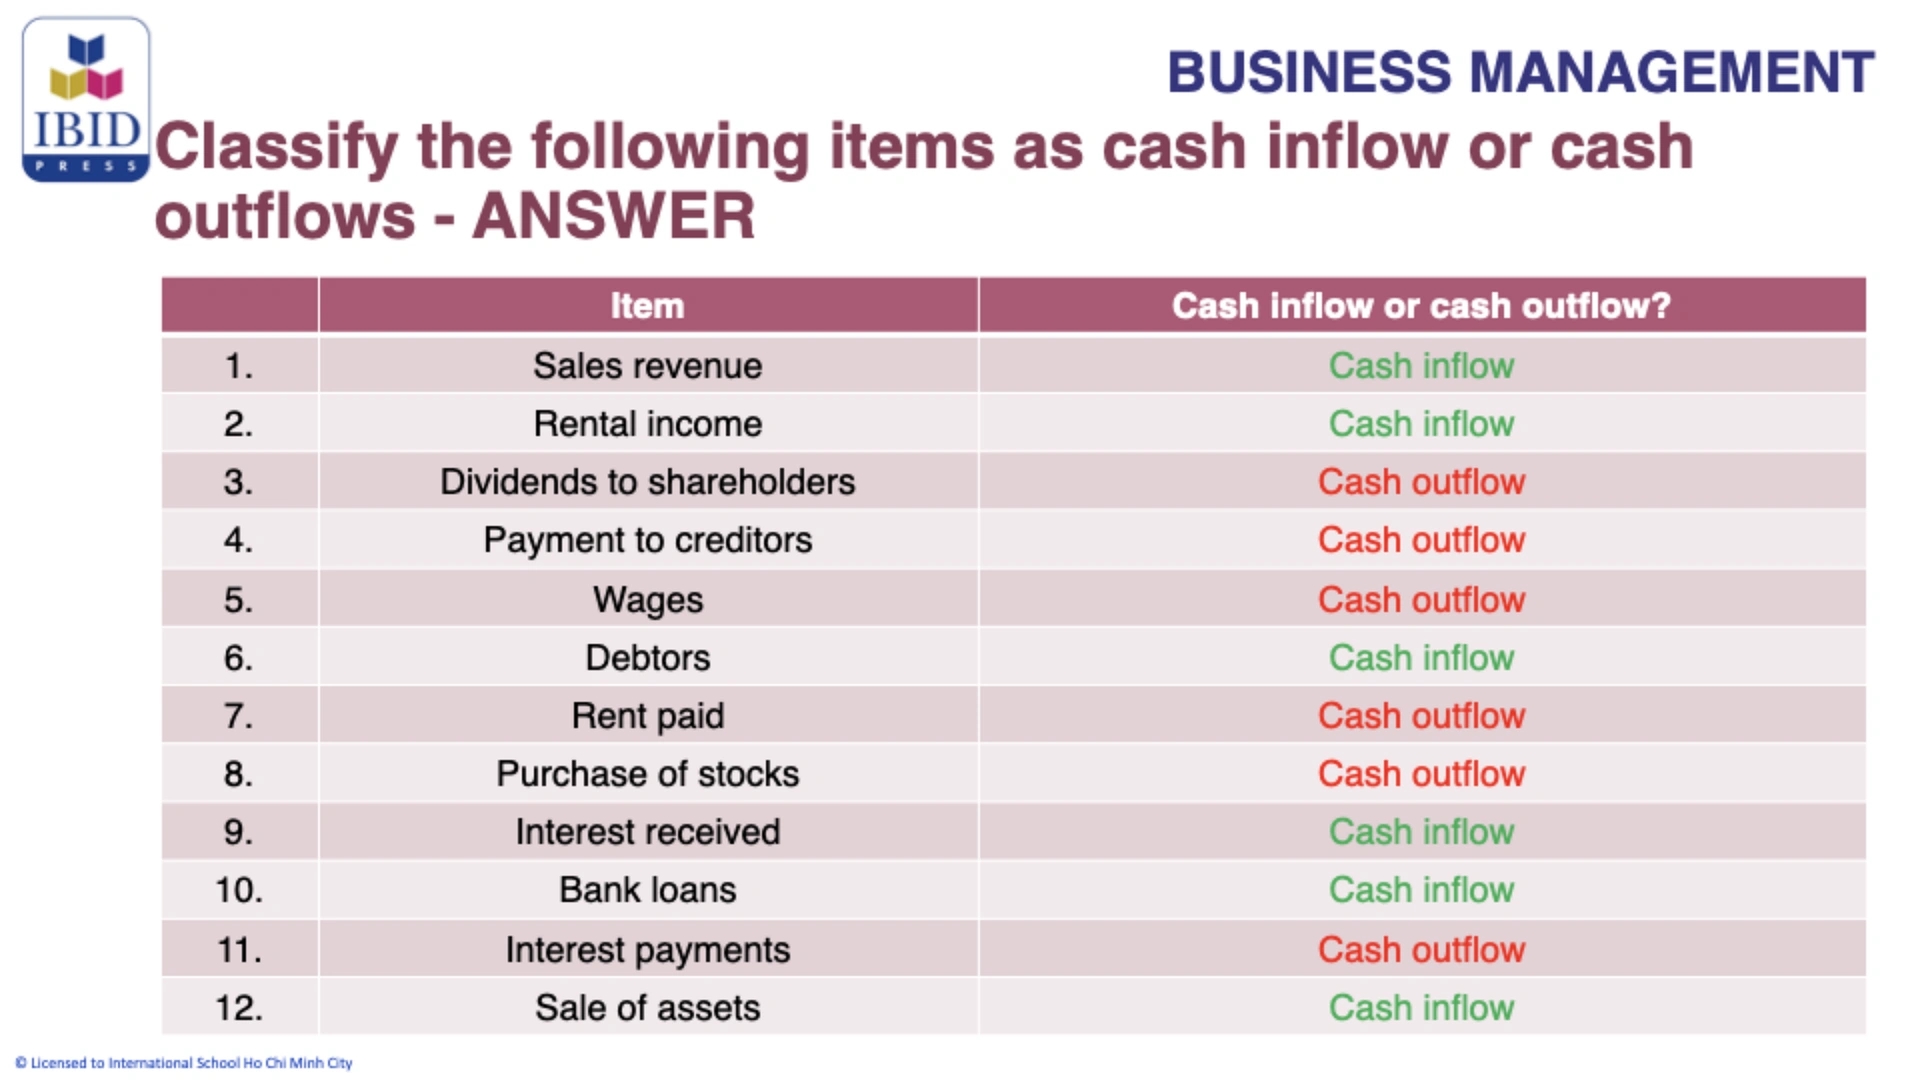 IBID
PRESS
BUSINESS MANAGEMENT
Classify the following items as cash inflow or cash
outflows - ANSWER
Item Cash inflow or cash outflow?
1. Sales revenue Cash inflow
2. Rental income Cash inflow
3. Dividends to shareholders Cash outflow
4. Payment to creditors Cash outflow
5. Wages Cash outflow
6. Debtors Cash inflow
7. Rent paid Cash outflow
8. Purchase of stocks Cash outflow
9. Interest received Cash inflow
10. Bank loans Cash inflow
11. Interest payments Cash outflow
12. Sale of assets Cash inflow
© Licensed to International School Ho Chi Minh City